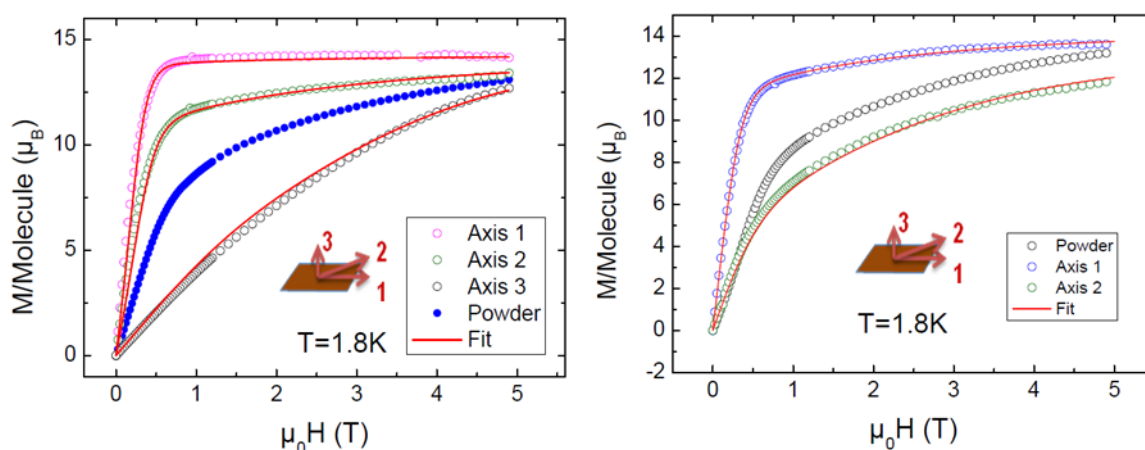 15
10
5
0
M/Molecule (μB)
Axis 1
Axis 2
Axis 3
Powder
Fit
3
2
1
T=1.8K
0 1 2 3 4 5
μ0H (T)
14
12
10
8
6
4
2
0
-2
M/Molecule (μB)
Powder
Axis 1
Axis 2
Fit
3
2
1
T=1.8K
0 1 2 3 4 5
μ0H (T)